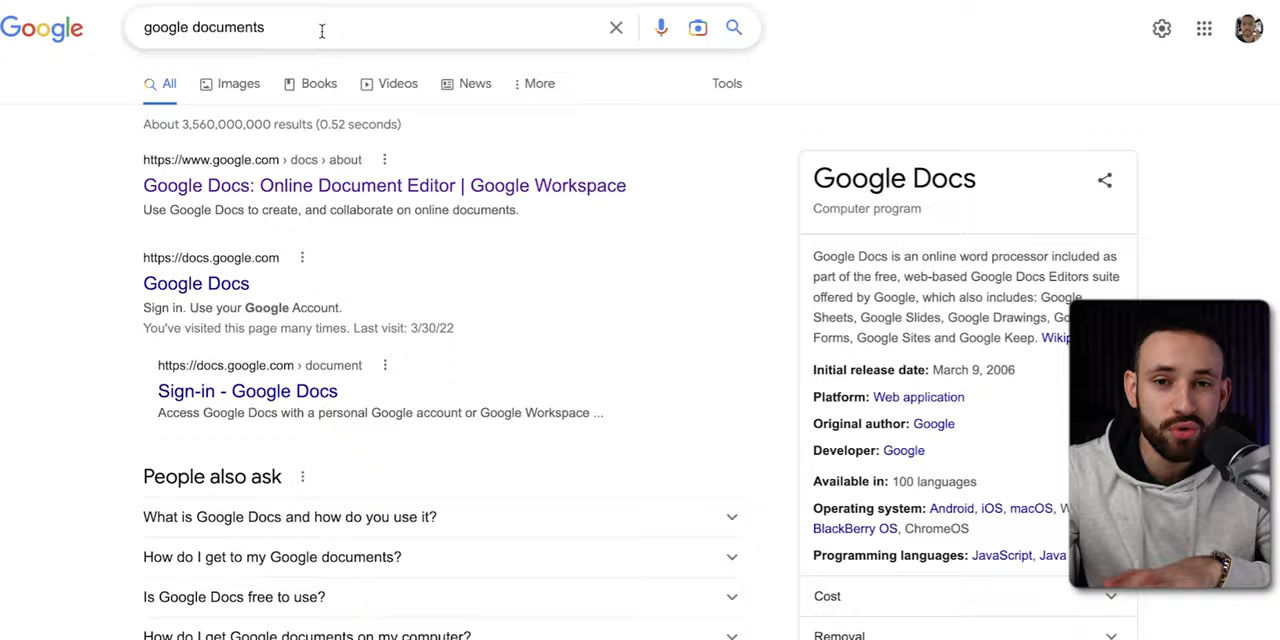 Google
google documents
All Images Books Videos News More Tools
About 3,560,000,000 results (0.52 seconds)
https://www.google.com › docs › about
Google Docs: Online Document Editor | Google Workspace
Use Google Docs to create, and collaborate on online documents.
https://docs.google.com
Google Docs
Sign in. Use your Google Account.
You've visited this page many times. Last visit: 3/30/22
https://docs.google.com › document
Sign-in - Google Docs
Access Google Docs with a personal Google account or Google Workspace ...
People also ask
What is Google Docs and how do you use it?
How do I get to my Google documents?
Is Google Docs free to use?
How do I get Google documents on my computer?
Google Docs
Computer program
Google Docs is an online word processor included as
part of the free, web-based Google Docs Editors suite
offered by Google, which also includes: Google
Sheets, Google Slides, Google Drawings,
Forms, Google Sites and Google Keep.
Initial release date: March 9, 2006
Platform: Web application
Original author: Google
Developer: Google
Available in: 100 languages
Operating system: Android, iOS, macOS,
BlackBerry OS, ChromeOS
Programming languages: JavaScript, Java
Cost
Removal
SHURE